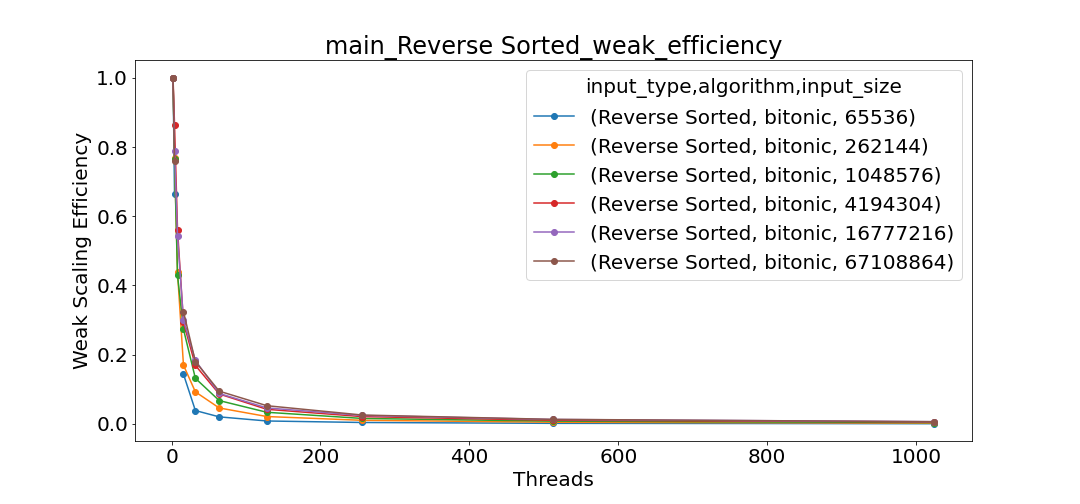 main_Reverse Sorted_weak_efficiency
Weak Scaling Efficiency
1.0
0.8
0.6
0.4
0.2
0.0
input_type,algorithm,input_size
(Reverse Sorted, bitonic, 65536)
(Reverse Sorted, bitonic, 262144)
(Reverse Sorted, bitonic, 1048576)
(Reverse Sorted, bitonic, 4194304)
(Reverse Sorted, bitonic, 16777216)
(Reverse Sorted, bitonic, 67108864)
0 200 400 600 800 1000
Threads